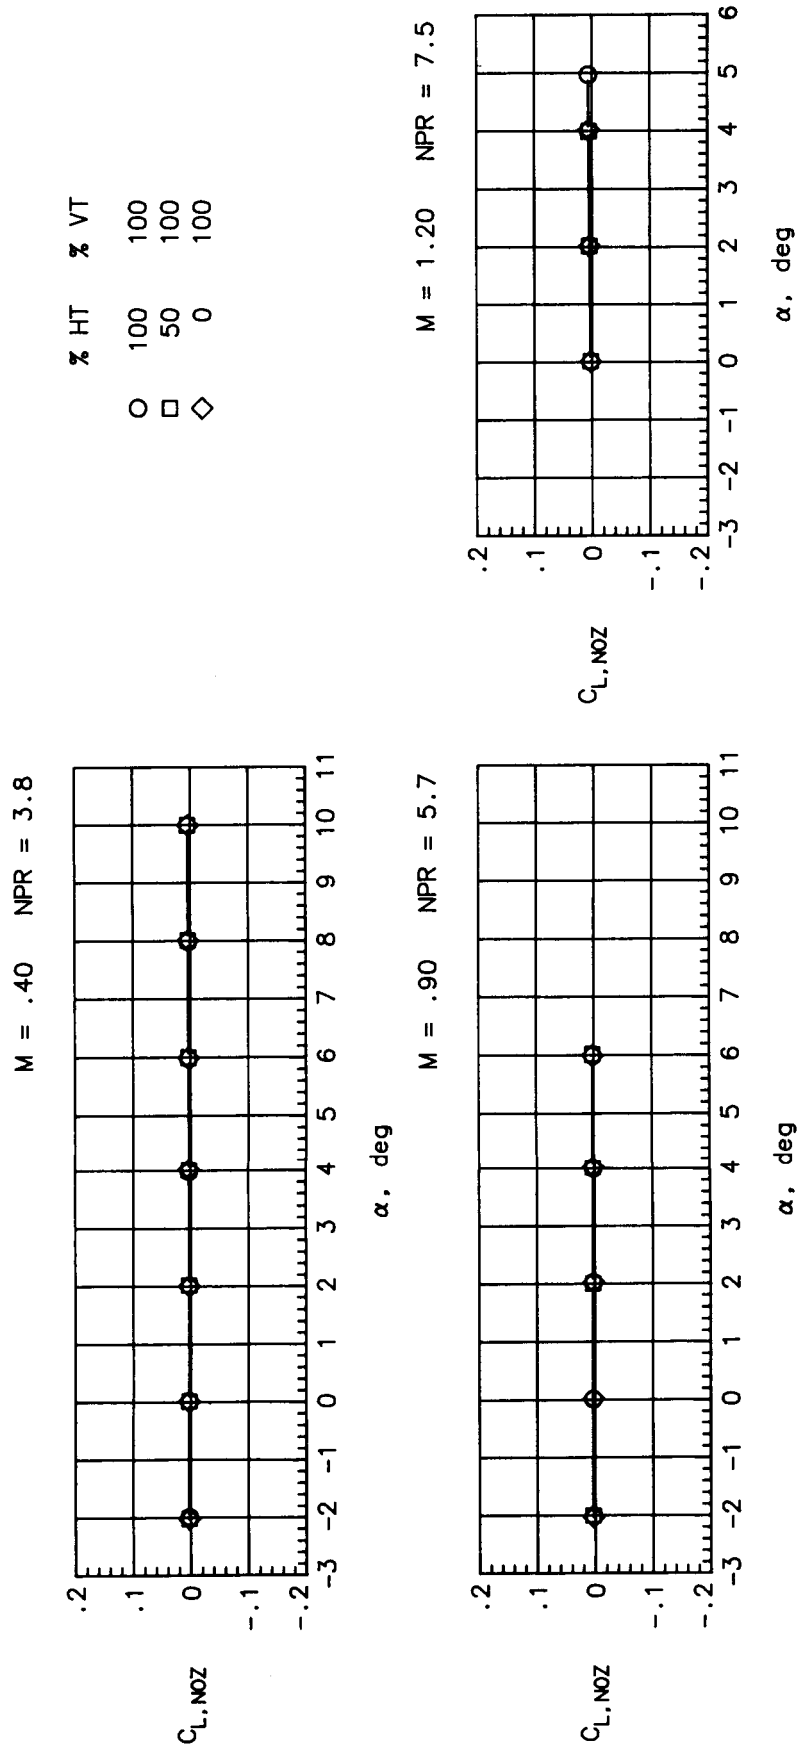 % HT % VT
100 100
50 100
0 100
M = .40 NPR = 3.8
.2
.1
0
-.1
-.2
C_L,NOZ
-3 -2 -1 0 1 2 3 4 5 6 7 8 9 10 11
α, deg
M = .90 NPR = 5.7
.2
.1
0
-.1
-.2
C_L,NOZ
-3 -2 -1 0 1 2 3 4 5 6 7 8 9 10 11
α, deg
M = 1.20 NPR = 7.5
.2
.1
0
-.1
-.2
C_L,NOZ
-3 -2 -1 0 1 2 3 4 5 6
α, deg